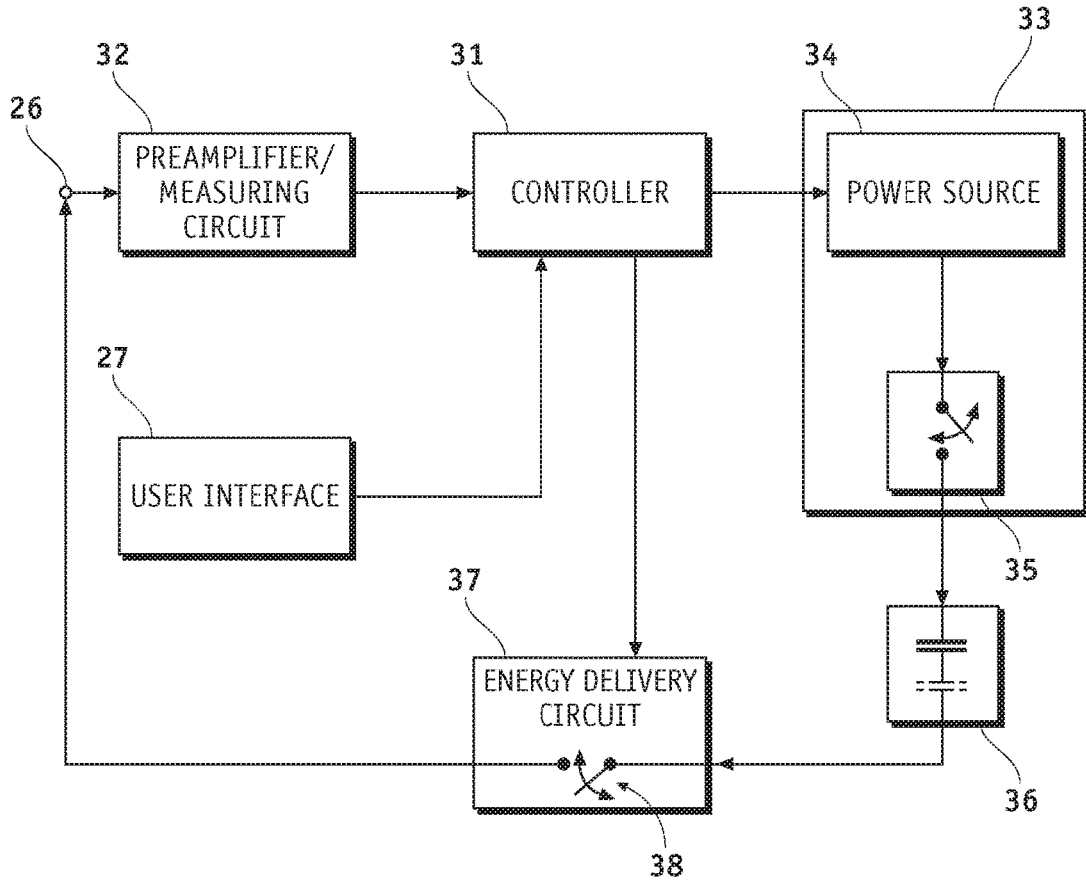 33
32
31
34
26
PREAMPLIFIER/
MEASURING
CIRCUIT
CONTROLLER
POWER SOURCE
27
USER INTERFACE
35
37
ENERGY DELIVERY
CIRCUIT
36
38